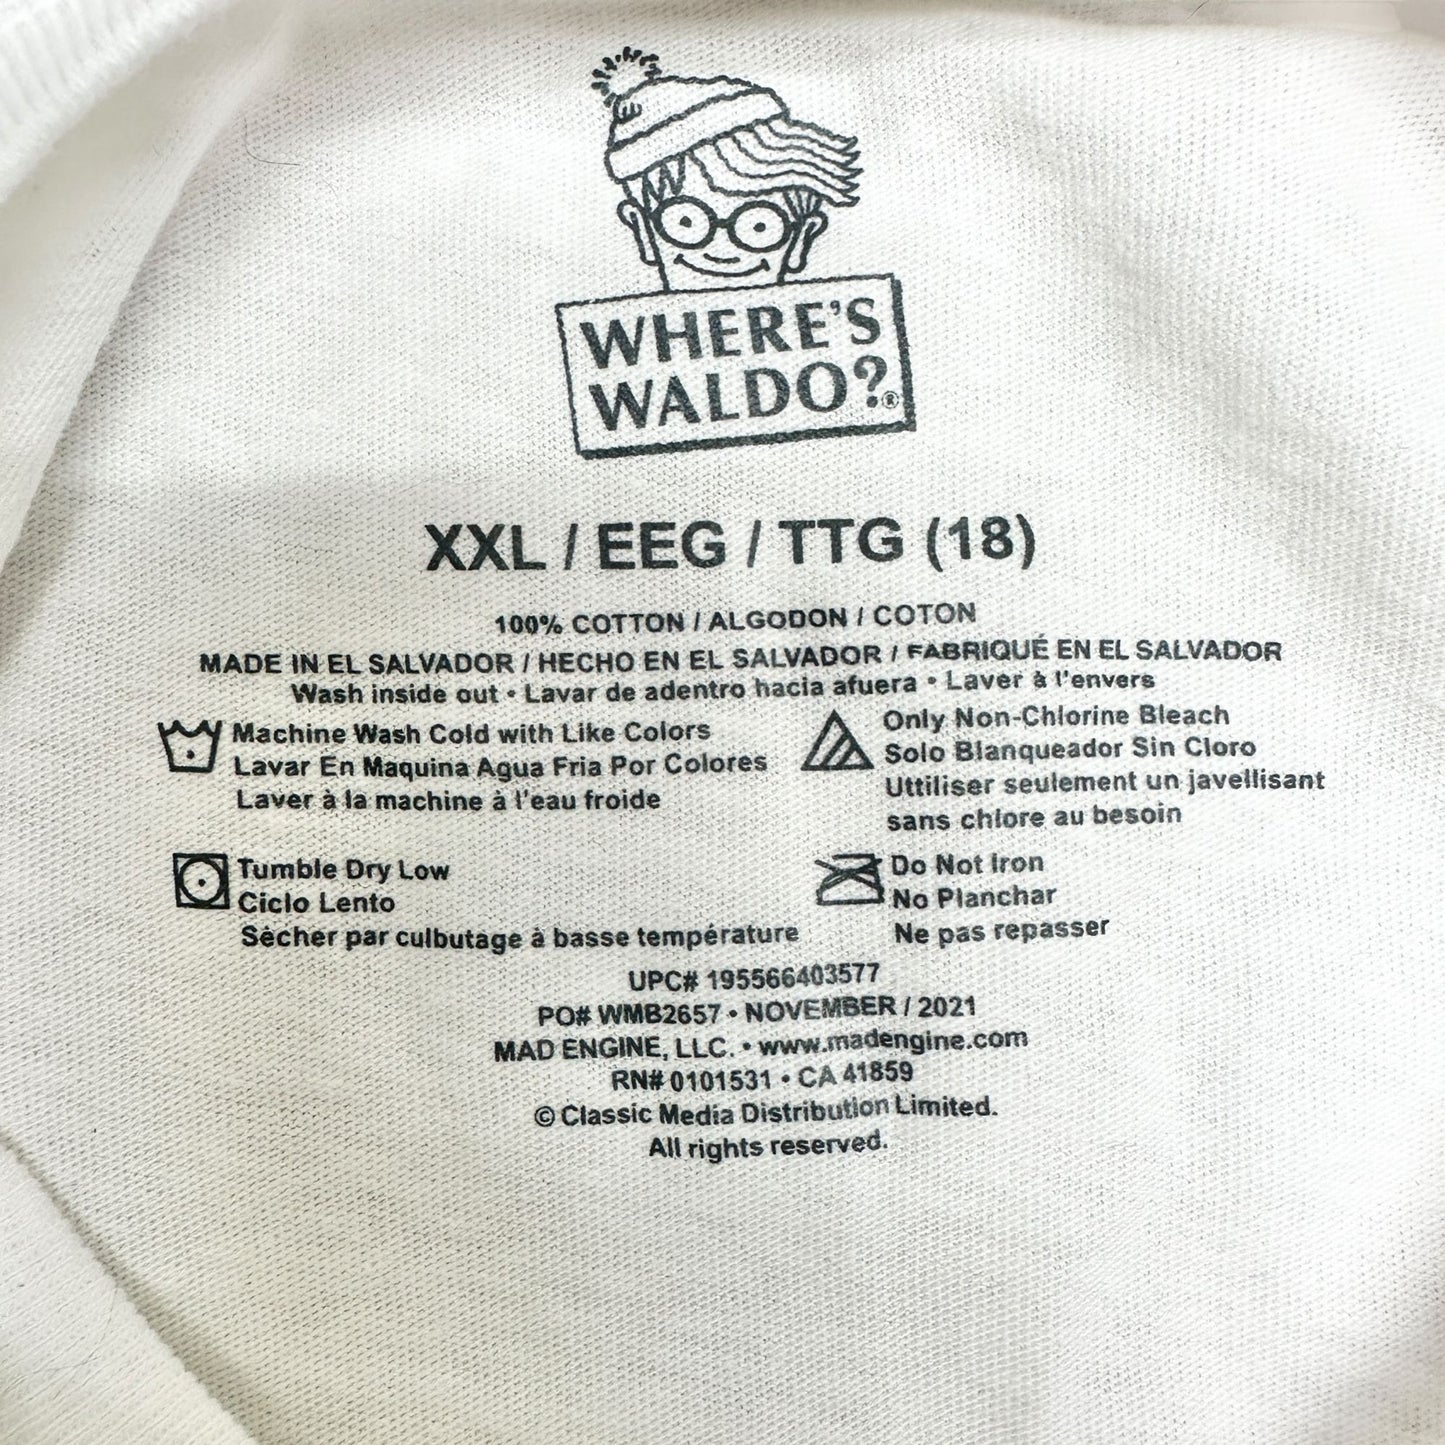 WHERE'S
WALDO?®
XXL / EEG / TTG (18)
100% COTTON / ALGODON / COTON
MADE IN EL SALVADOR / HECHO EN EL SALVADOR / FABRIQUÉ EN EL SALVADOR
Wash inside out • Lavar de adentro hacia afuera • Laver à l'envers
Machine Wash Cold with Like Colors
Lavar En Maquina Agua Fria Por Colores
Laver à la machine à l'eau froide
Only Non-Chlorine Bleach
Solo Blanqueador Sin Cloro
Uttiliser seulement un javellisant
sans chlore au besoin
Tumble Dry Low
Ciclo Lento
Sècher par culbutage à basse température
Do Not Iron
No Planchar
Ne pas repasser
UPC# 195566403577
PO# WMB2657 • NOVEMBER / 2021
MAD ENGINE, LLC. • www.madengine.com
RN# 0101531 • CA 41859
© Classic Media Distribution Limited.
All rights reserved.